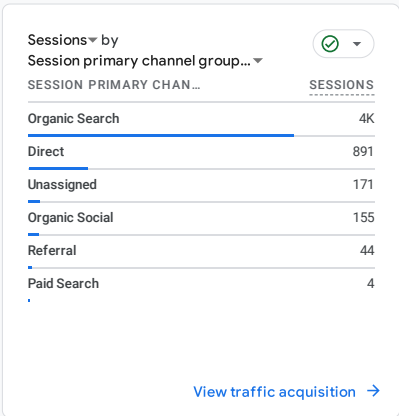 Sessions by
Session primary channel group...
SESSION PRIMARY CHAN...
SESSIONS
Organic Search 4K
Direct 891
Unassigned 171
Organic Social 155
Referral 44
Paid Search 4
View traffic acquisition